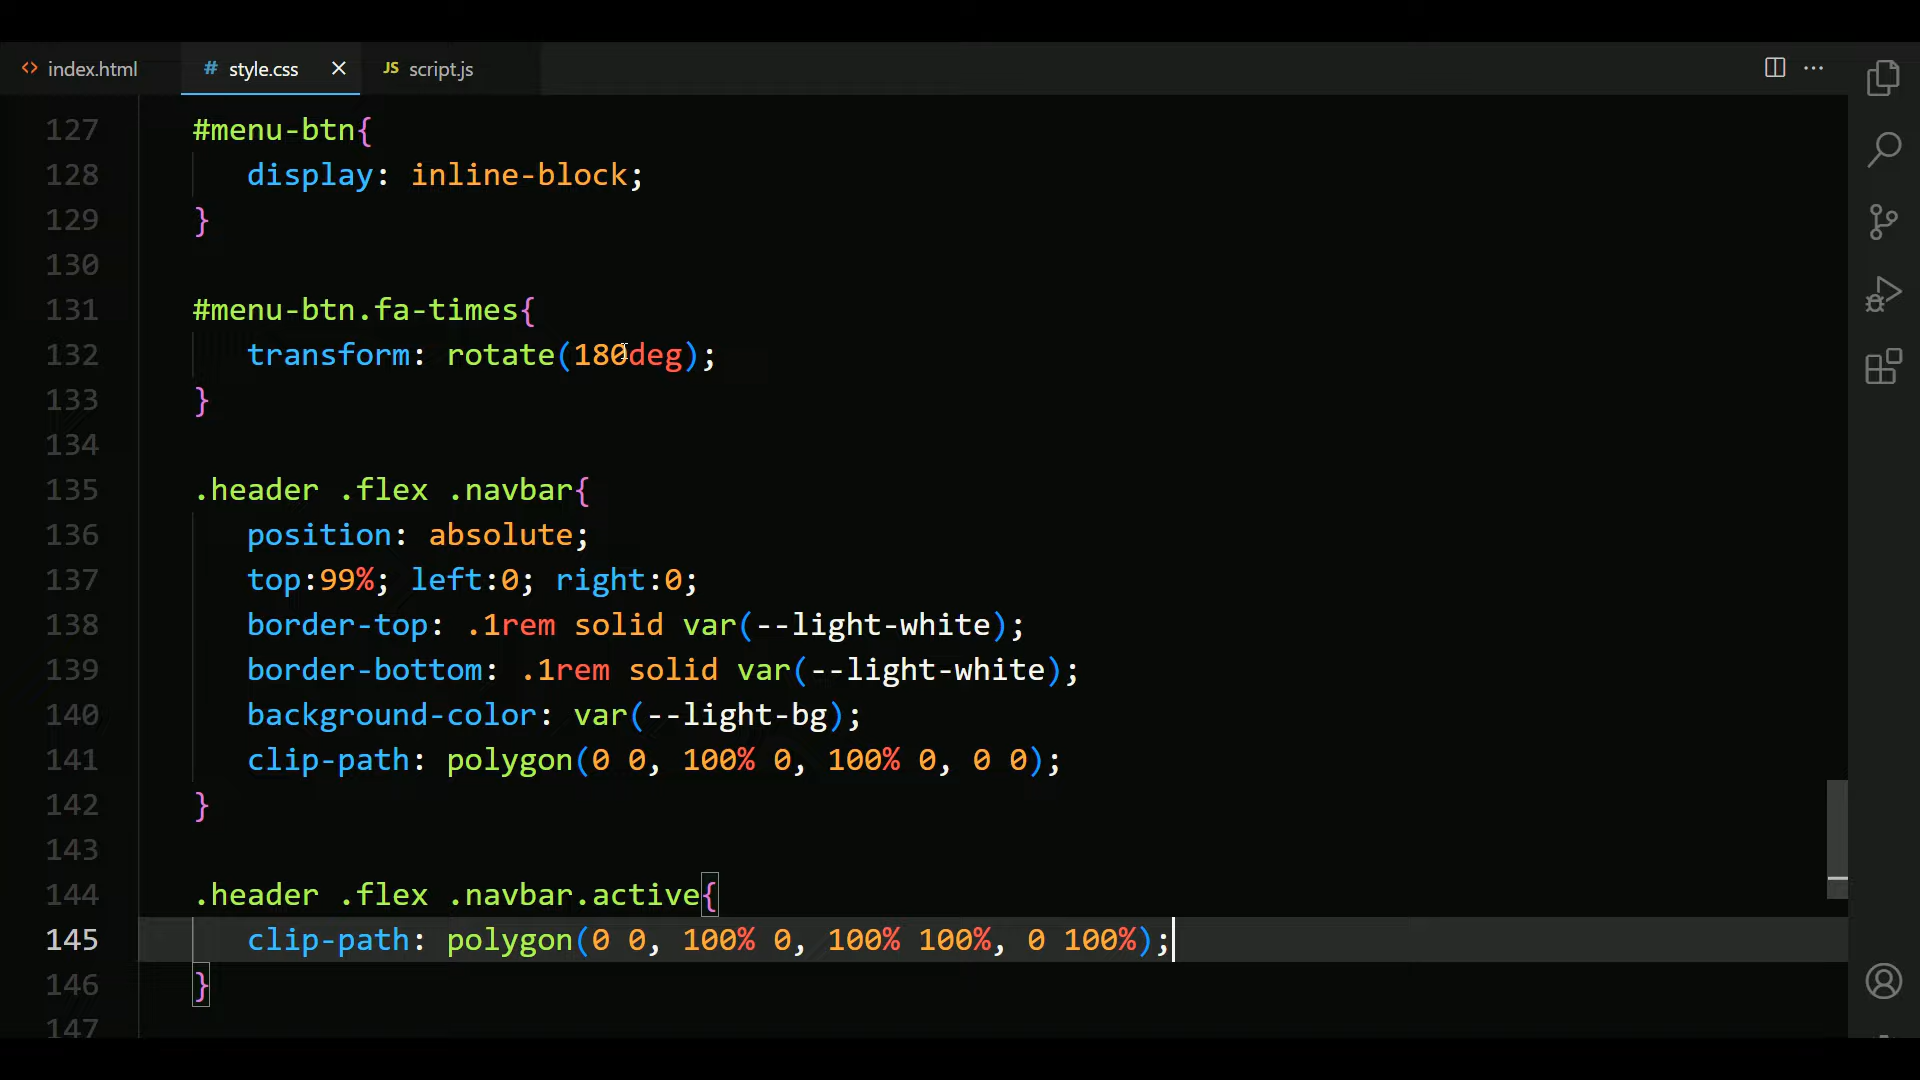 index.html
# style.css
JS script.js
127 #menu-btn{
128 display: inline-block;
129 }
130
131 #menu-btn.fa-times{
132 transform: rotate(180deg);
133 }
134
135 .header .flex .navbar{
136 position: absolute;
137 top:99%; left:0; right:0;
138 border-top: .1rem solid var(--light-white);
139 border-bottom: .1rem solid var(--light-white);
140 background-color: var(--light-bg);
141 clip-path: polygon(0 0, 100% 0, 100% 0, 0 0);
142 }
143
144 .header .flex .navbar.active{
145 clip-path: polygon(0 0, 100% 0, 100% 100%, 0 100%);
146 }
147